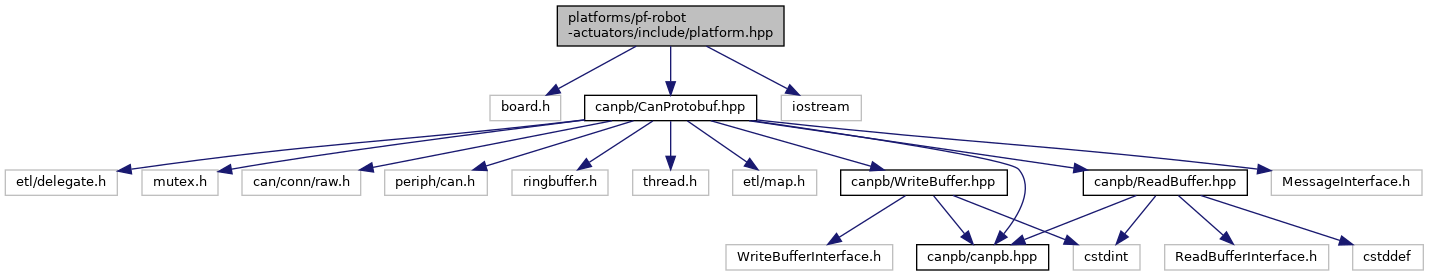 platforms/pf-robot
-actuators/include/platform.hpp
board.h
canpb/CanProtobuf.hpp
iostream
etl/delegate.h
mutex.h
can/conn/raw.h
periph/can.h
ringbuffer.h
thread.h
etl/map.h
canpb/WriteBuffer.hpp
canpb/ReadBuffer.hpp
MessageInterface.h
WriteBufferInterface.h
canpb/canpb.hpp
cstdint
ReadBufferInterface.h
cstddef